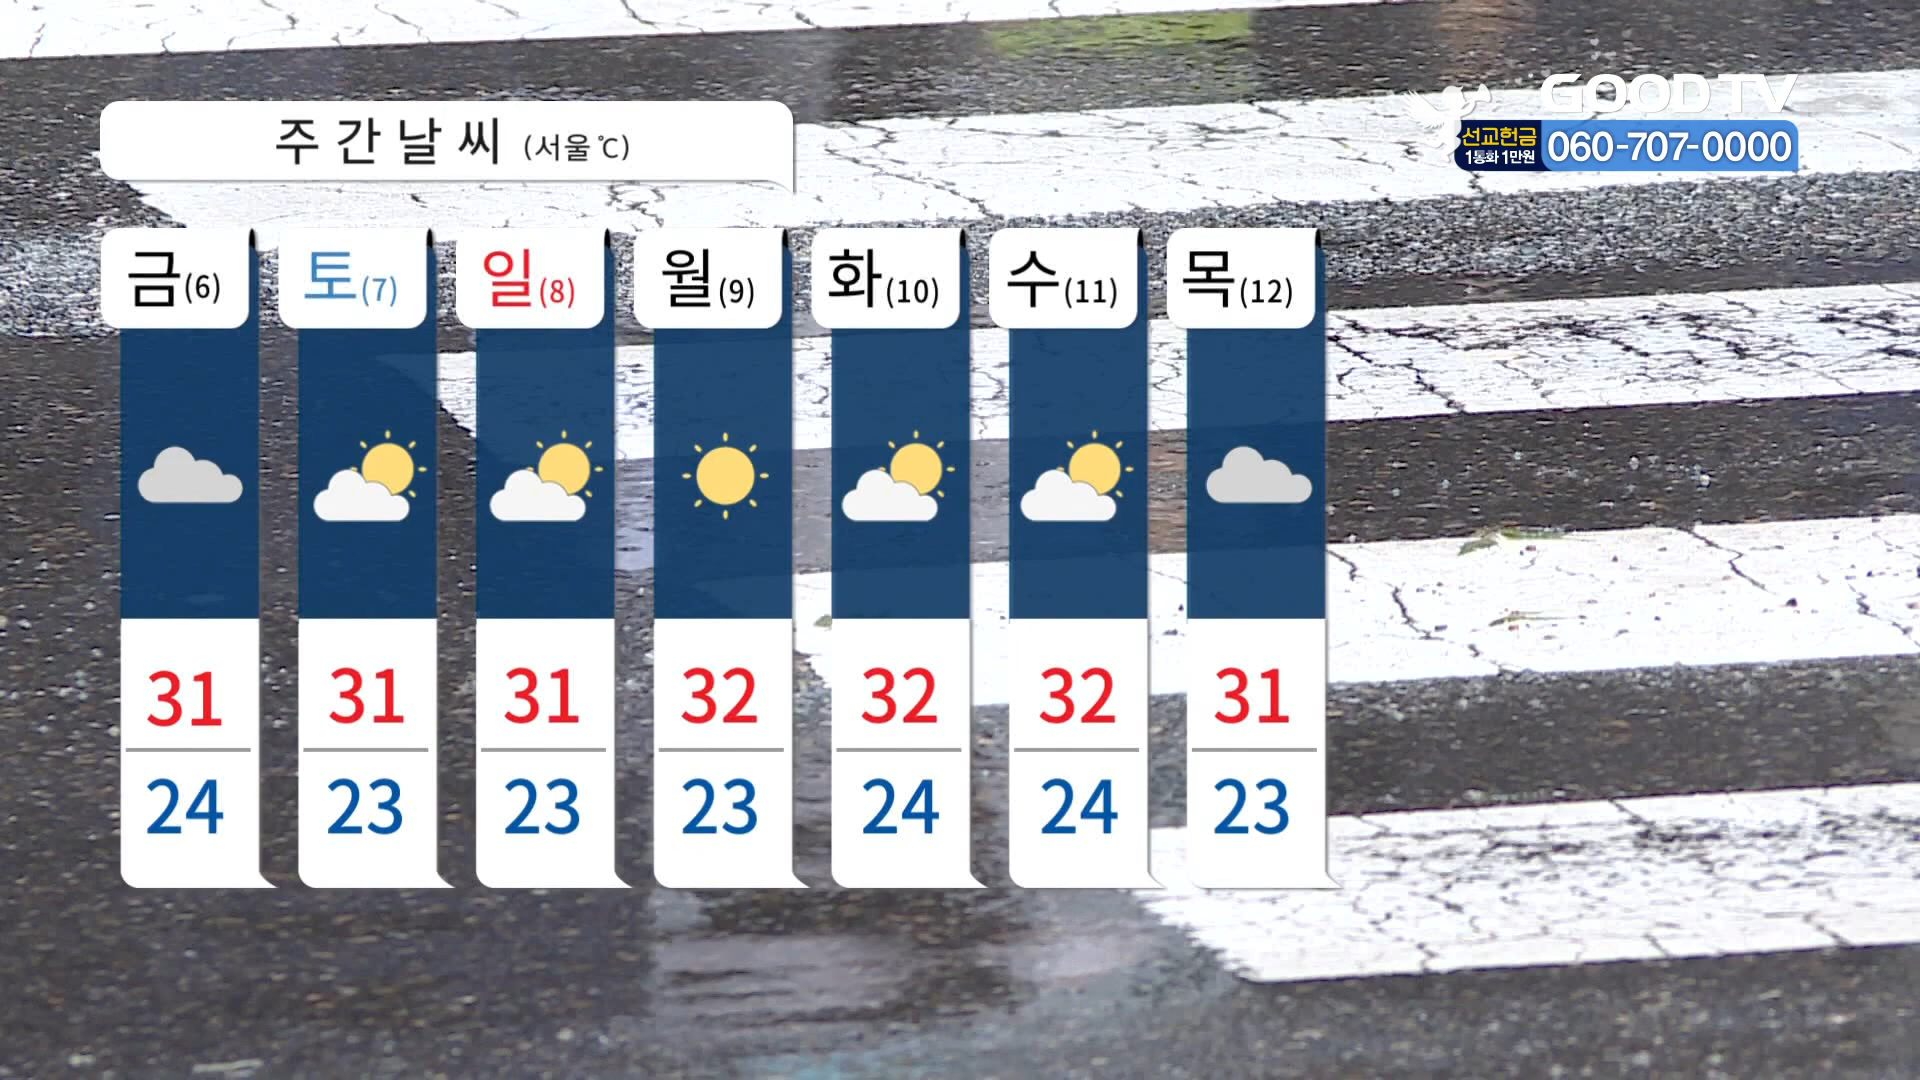 GOODTV
선교헌금
1통화 1만원
060-707-0000
주간날씨 (서울 ℃)
금(6) 토(7) 일(8) 월(9) 화(10) 수(11) 목(12)
31 31 31 32 32 32 31
24 23 23 23 24 24 23